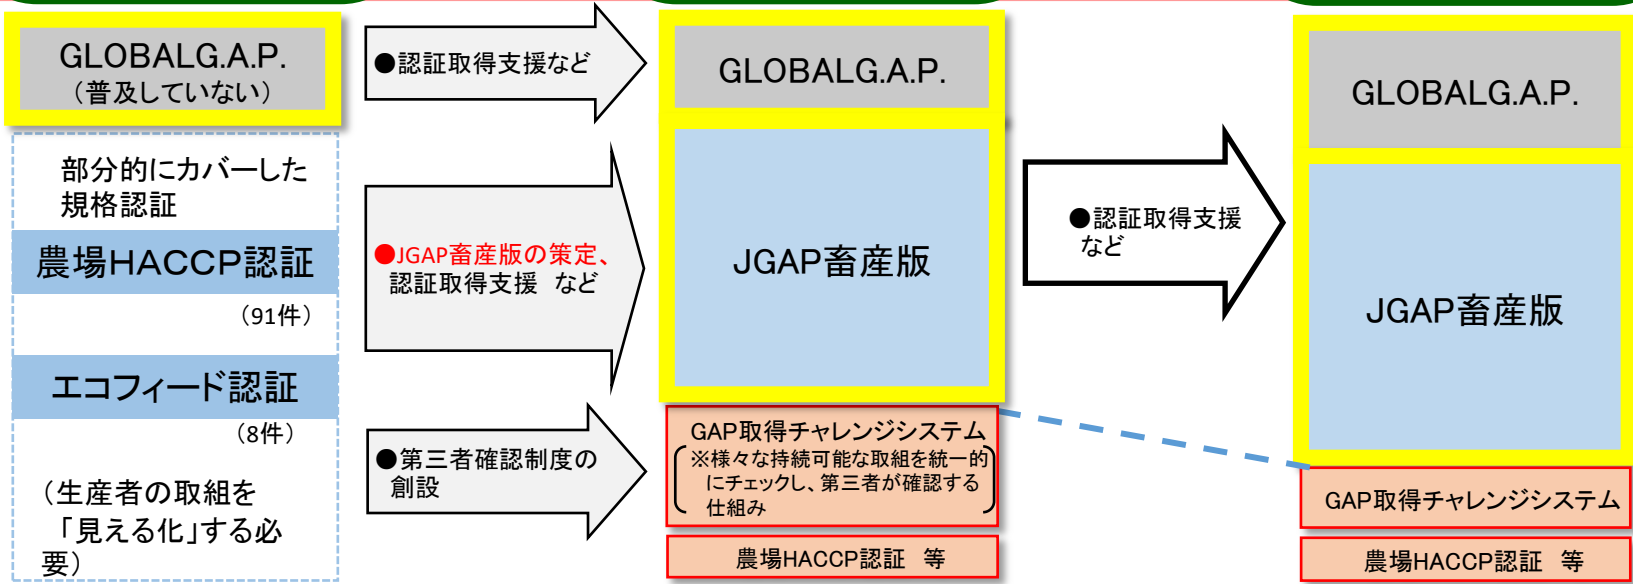 GLOBALG.A.P.
（普及していない）
部分的にカバーした
規格認証
農場HACCP認証
（91件）
エコフィード認証
（8件）
（生産者の取組を
「見える化」する必
要）
●認証取得支援など
●JGAP畜産版の策定、
認証取得支援　など
●第三者確認制度の
創設
GLOBALG.A.P.
JGAP畜産版
GAP取得チャレンジシステム
※様々な持続可能な取組を統一的
にチェックし、第三者が確認する
仕組み
農場HACCP認証　等
●認証取得支援
など
GLOBALG.A.P.
JGAP畜産版
GAP取得チャレンジシステム
農場HACCP認証　等